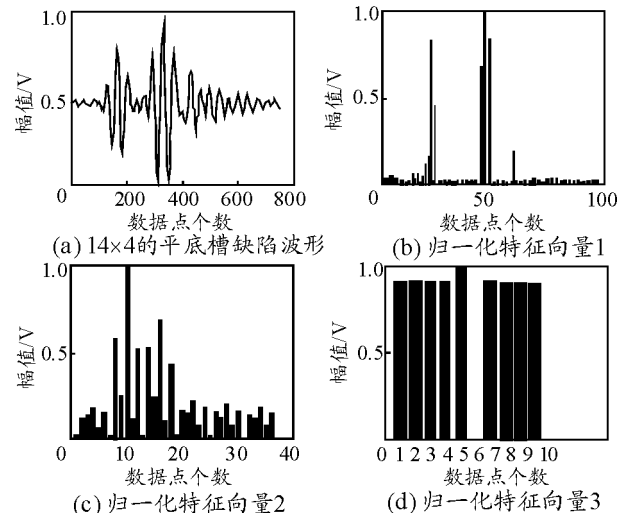 1.0
0.5
0
200
400
600
800
幅值/V
数据点个数
(a) 14×4的平底槽缺陷波形
1.0
0.5
0
50
100
幅值/V
数据点个数
(b) 归一化特征向量1
1.0
0.5
0
10
20
30
40
幅值/V
数据点个数
(c) 归一化特征向量2
1.0
0.5
0 1 2 3 4 5 6 7 8 9 10
幅值/V
数据点个数
(d) 归一化特征向量3